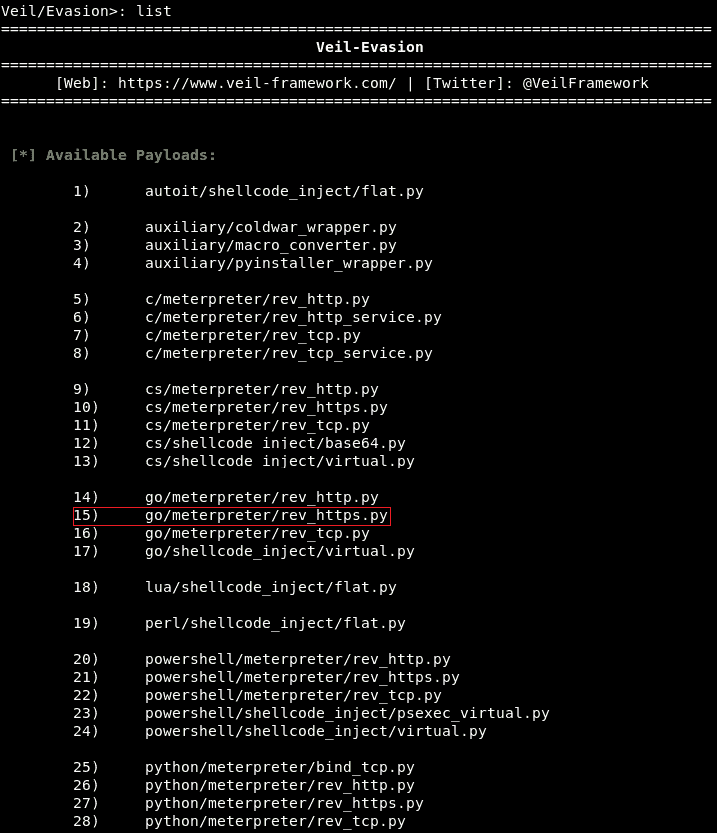 Veil/Evasion>: list
===============================================================================
Veil-Evasion
===============================================================================
[Web]: https://www.veil-framework.com/ | [Twitter]: @VeilFramework
===============================================================================
[*] Available Payloads:
1) autoit/shellcode_inject/flat.py
2) auxiliary/coldwar_wrapper.py
3) auxiliary/macro_converter.py
4) auxiliary/pyinstaller_wrapper.py
5) c/meterpreter/rev_http.py
6) c/meterpreter/rev_http_service.py
7) c/meterpreter/rev_tcp.py
8) c/meterpreter/rev_tcp_service.py
9) cs/meterpreter/rev_http.py
10) cs/meterpreter/rev_https.py
11) cs/meterpreter/rev_tcp.py
12) cs/shellcode inject/base64.py
13) cs/shellcode inject/virtual.py
14) go/meterpreter/rev_http.py
15) go/meterpreter/rev_https.py
16) go/meterpreter/rev_tcp.py
17) go/shellcode_inject/virtual.py
18) lua/shellcode_inject/flat.py
19) perl/shellcode_inject/flat.py
20) powershell/meterpreter/rev_http.py
21) powershell/meterpreter/rev_https.py
22) powershell/meterpreter/rev_tcp.py
23) powershell/shellcode_inject/psexec_virtual.py
24) powershell/shellcode_inject/virtual.py
25) python/meterpreter/bind_tcp.py
26) python/meterpreter/rev_http.py
27) python/meterpreter/rev_https.py
28) python/meterpreter/rev_tcp.py